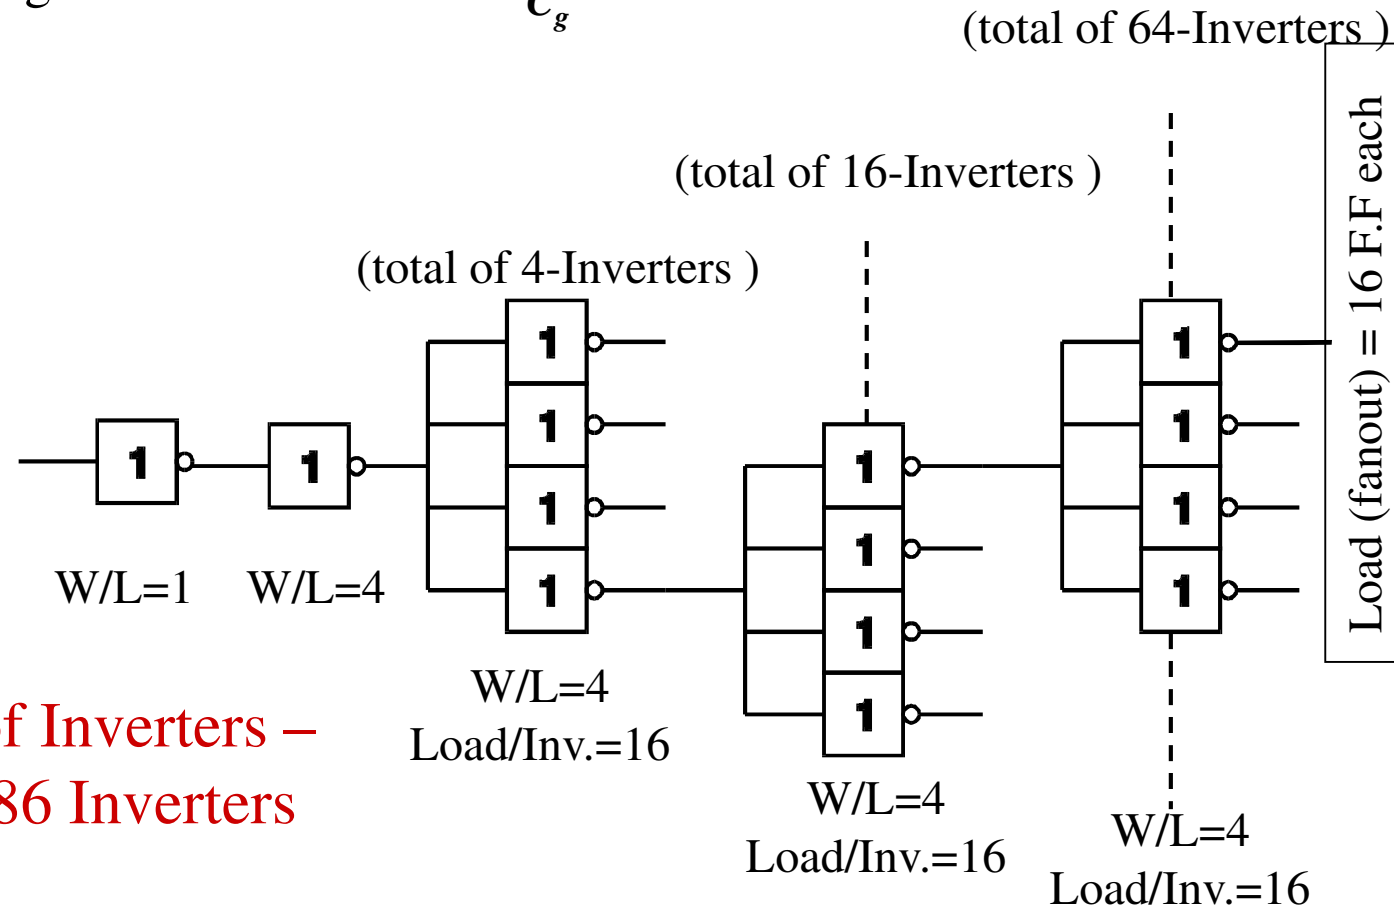 g
C_g
(total of 64-Inverters )
Load (fanout) = 16 F.F each
(total of 16-Inverters )
(total of 4-Inverters )
1
1
1
1
1
1
1
1
1
1
1
1
1
1
W/L=1
W/L=4
W/L=4
Load/Inv.=16
W/L=4
Load/Inv.=16
W/L=4
Load/Inv.=16
f Inverters –
86 Inverters